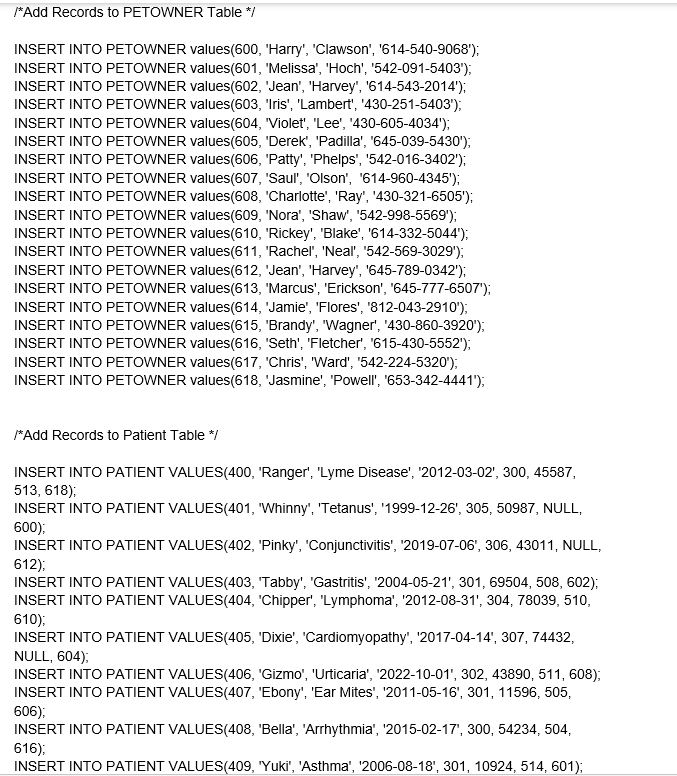 /*Add Records to PETOWNER Table */
INSERT INTO PETOWNER values(600, 'Harry', 'Clawson', '614-540-9068');
INSERT INTO PETOWNER values(601, 'Melissa', 'Hoch', '542-091-5403');
INSERT INTO PETOWNER values(602, 'Jean', 'Harvey', '614-543-2014');
INSERT INTO PETOWNER values(603, 'Iris', 'Lambert', '430-251-5403');
INSERT INTO PETOWNER values(604, 'Violet', 'Lee', '430-605-4034');
INSERT INTO PETOWNER values(605, 'Derek', 'Padilla', '645-039-5430');
INSERT INTO PETOWNER values(606, 'Patty', 'Phelps', '542-016-3402');
INSERT INTO PETOWNER values(607, 'Saul', 'Olson',  '614-960-4345');
INSERT INTO PETOWNER values(608, 'Charlotte', 'Ray', '430-321-6505');
INSERT INTO PETOWNER values(609, 'Nora', 'Shaw', '542-998-5569');
INSERT INTO PETOWNER values(610, 'Rickey', 'Blake', '614-332-5044');
INSERT INTO PETOWNER values(611, 'Rachel', 'Neal', '542-569-3029');
INSERT INTO PETOWNER values(612, 'Jean', 'Harvey', '645-789-0342');
INSERT INTO PETOWNER values(613, 'Marcus', 'Erickson', '645-777-6507');
INSERT INTO PETOWNER values(614, 'Jamie', 'Flores', '812-043-2910');
INSERT INTO PETOWNER values(615, 'Brandy', 'Wagner', '430-860-3920');
INSERT INTO PETOWNER values(616, 'Seth', 'Fletcher', '615-430-5552');
INSERT INTO PETOWNER values(617, 'Chris', 'Ward', '542-224-5320');
INSERT INTO PETOWNER values(618, 'Jasmine', 'Powell', '653-342-4441');
/*Add Records to Patient Table */
INSERT INTO PATIENT VALUES(400, 'Ranger', 'Lyme Disease', '2012-03-02', 300, 45587,
513, 618);
INSERT INTO PATIENT VALUES(401, 'Whinny', 'Tetanus', '1999-12-26', 305, 50987, NULL,
600);
INSERT INTO PATIENT VALUES(402, 'Pinky', 'Conjunctivitis', '2019-07-06', 306, 43011, NULL,
612);
INSERT INTO PATIENT VALUES(403, 'Tabby', 'Gastritis', '2004-05-21', 301, 69504, 508, 602);
INSERT INTO PATIENT VALUES(404, 'Chipper', 'Lymphoma', '2012-08-31', 304, 78039, 510,
610);
INSERT INTO PATIENT VALUES(405, 'Dixie', 'Cardiomyopathy', '2017-04-14', 307, 74432,
NULL, 604);
INSERT INTO PATIENT VALUES(406, 'Gizmo', 'Urticaria', '2022-10-01', 302, 43890, 511, 608);
INSERT INTO PATIENT VALUES(407, 'Ebony', 'Ear Mites', '2011-05-16', 301, 11596, 505,
606);
INSERT INTO PATIENT VALUES(408, 'Bella', 'Arrhythmia', '2015-02-17', 300, 54234, 504,
616);
INSERT INTO PATIENT VALUES(409, 'Yuki', 'Asthma', '2006-08-18', 301, 10924, 514, 601);